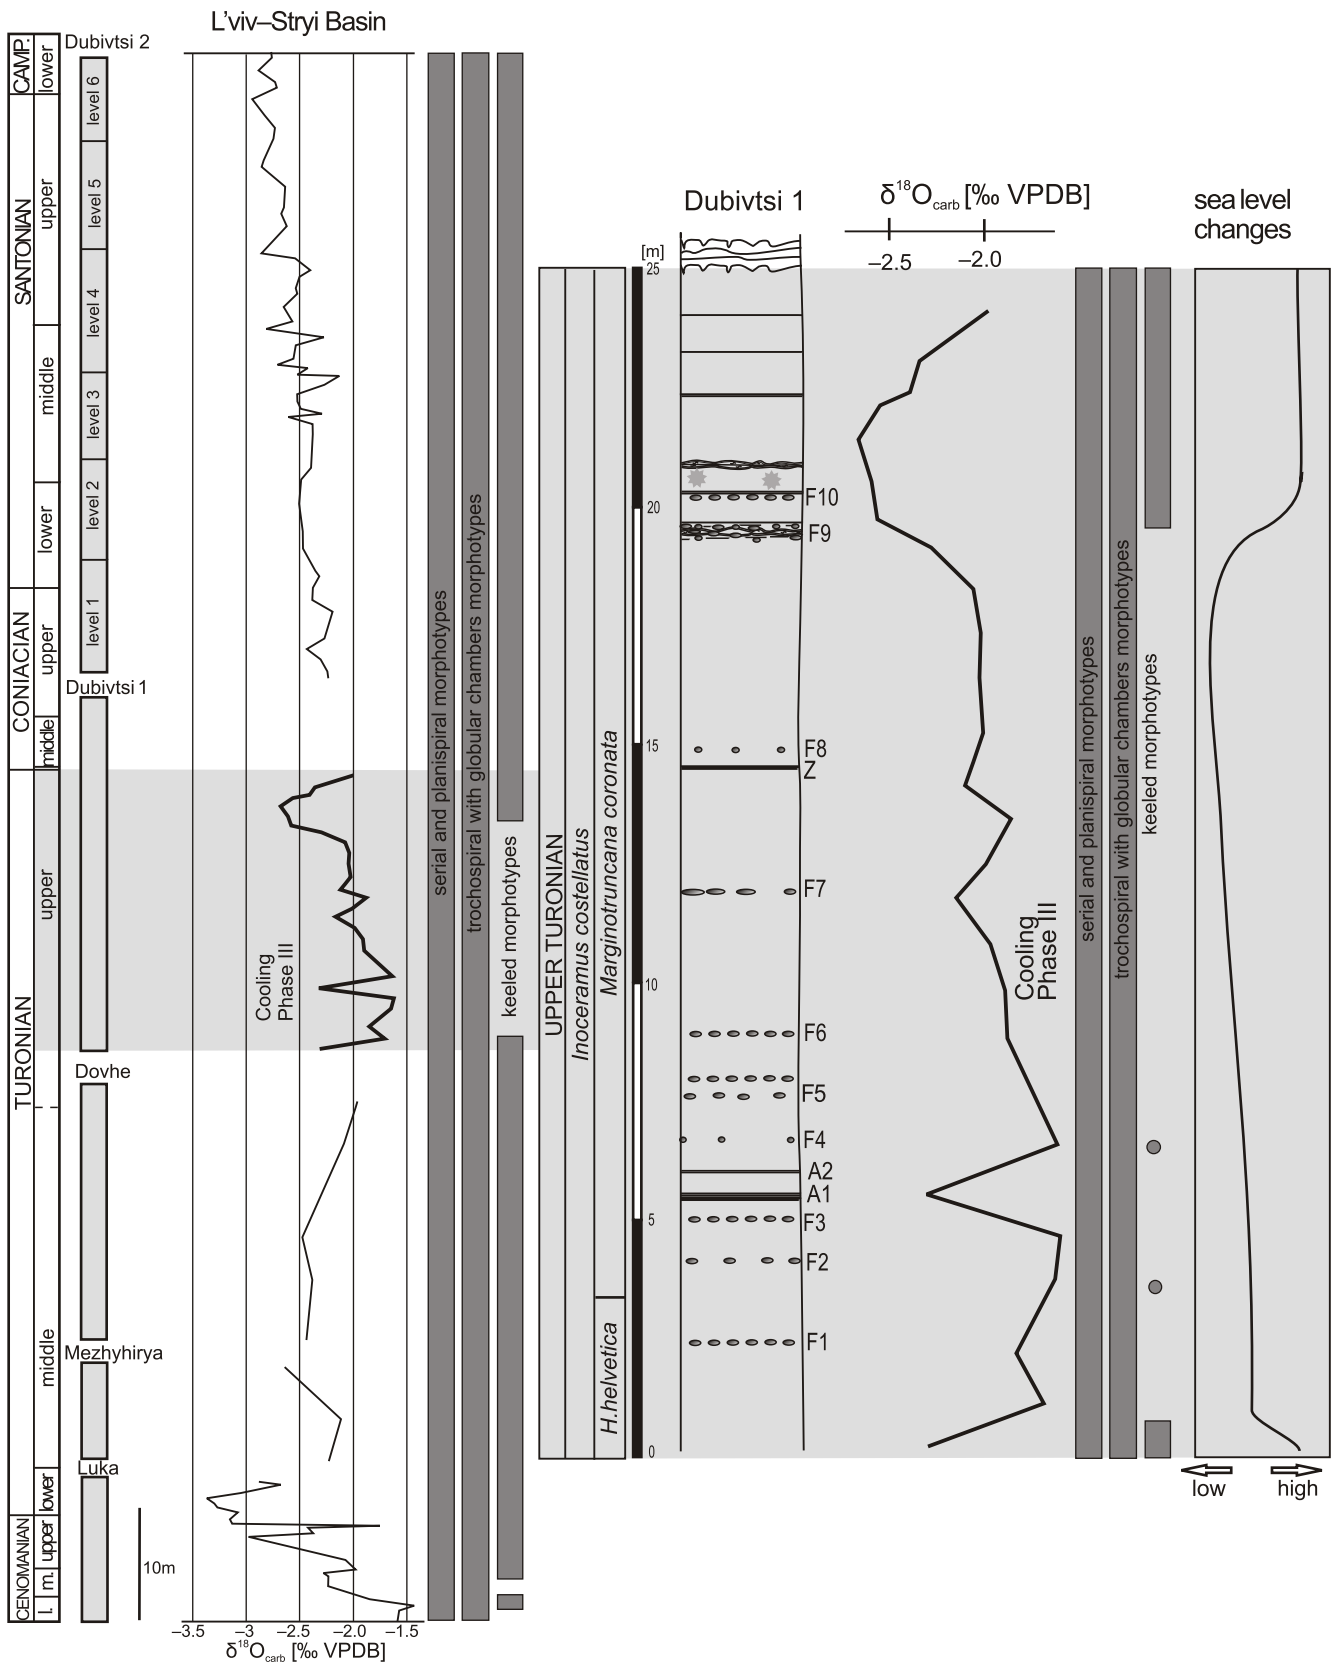 L'viv–Stryi Basin
Dubivtsi 2
CAMP.
lower
level 6
SANTONIAN
upper
level 5
level 4
middle
level 3
level 2
lower
level 1
CONIACIAN
upper
Dubivtsi 1
middle
TURONIAN
upper
Cooling
Phase III
Dovhe
middle
Mezhyhirya
Luka
lower
CENOMANIAN
upper
m.
l.
10m
–3.5 –3 –2.5 –2.0 –1.5
δ18Ocarb [‰ VPDB]
serial and planispiral morphotypes
trochospiral with globular chambers morphotypes
keeled morphotypes
UPPER TURONIAN
Inoceramus costellatus
Marginotruncana coronata
H.helvetica
Dubivtsi 1
[m]
25
20
15
10
5
0
F10
F9
F8
Z
F7
F6
F5
F4
A2
A1
F3
F2
F1
δ18Ocarb [‰ VPDB]
–2.5 –2.0
Cooling
Phase III
serial and planispiral morphotypes
trochospiral with globular chambers morphotypes
keeled morphotypes
sea level
changes
low high